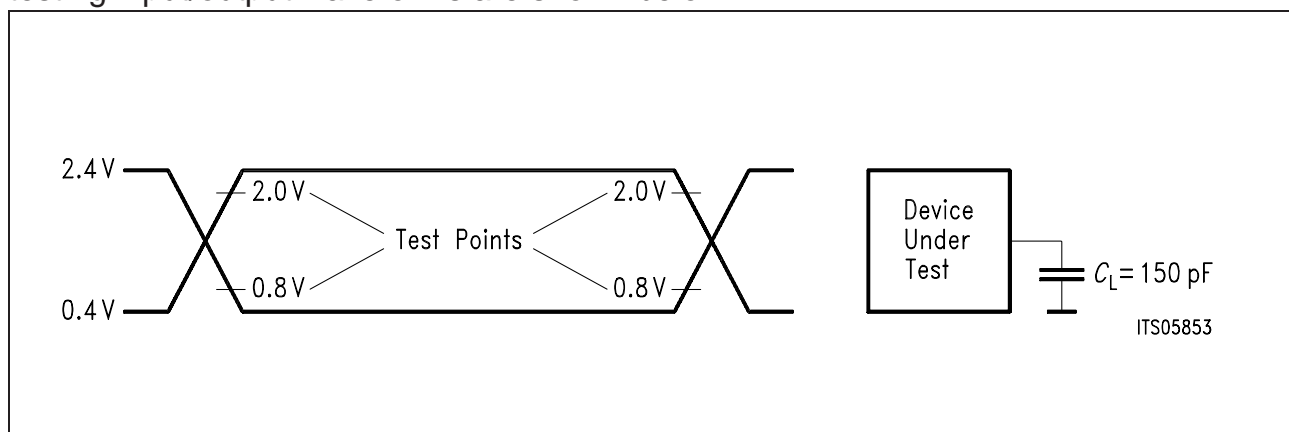 2.4 V
2.0 V
2.0 V
Test Points
0.8 V
0.8 V
0.4 V
Device
Under
Test
C_L = 150 pF
ITS05853